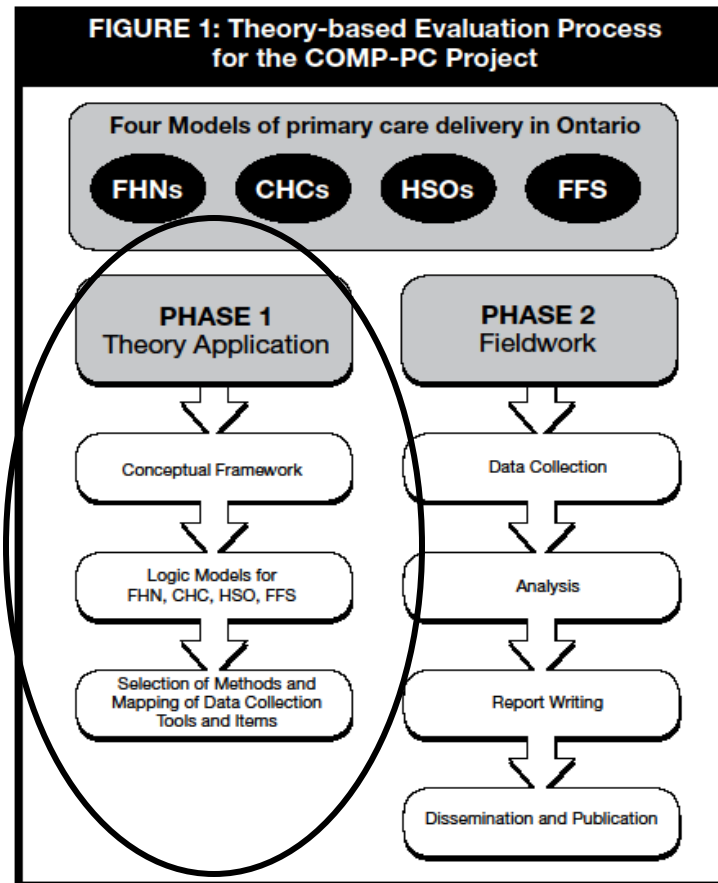 FIGURE 1: Theory-based Evaluation Process
for the COMP-PC Project
Four Models of primary care delivery in Ontario
FHNs
CHCs
HSOs
FFS
PHASE 1
Theory Application
Conceptual Framework
Logic Models for
FHN, CHC, HSO, FFS
Selection of Methods and
Mapping of Data Collection
Tools and Items
PHASE 2
Fieldwork
Data Collection
Analysis
Report Writing
Dissemination and Publication